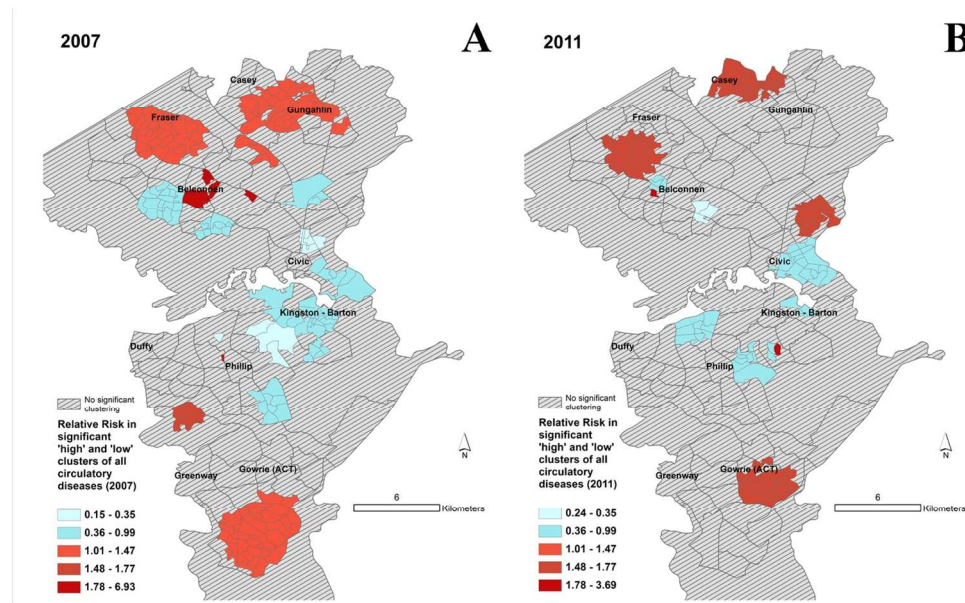 2007
A
Casey
Gungahlin
Fraser
Belconnen
Civic
Kingston - Barton
Duffy
Phillip
No significant
clustering
Relative Risk in
significant
'high' and 'low'
clusters of all
circulatory
diseases (2007)
Greenway
Gowrie (ACT)
N
6
Kilometers
0.15 - 0.35
0.36 - 0.99
1.01 - 1.47
1.48 - 1.77
1.78 - 6.93
2011
B
Casey
Gungahlin
Fraser
Belconnen
Civic
Kingston - Barton
Duffy
Phillip
No significant
clustering
Relative Risk in
significant
'high' and 'low'
clusters of all
circulatory
diseases (2011)
Greenway
Gowrie (ACT)
N
6
Kilometers
0.24 - 0.35
0.36 - 0.99
1.01 - 1.47
1.48 - 1.77
1.78 - 3.69